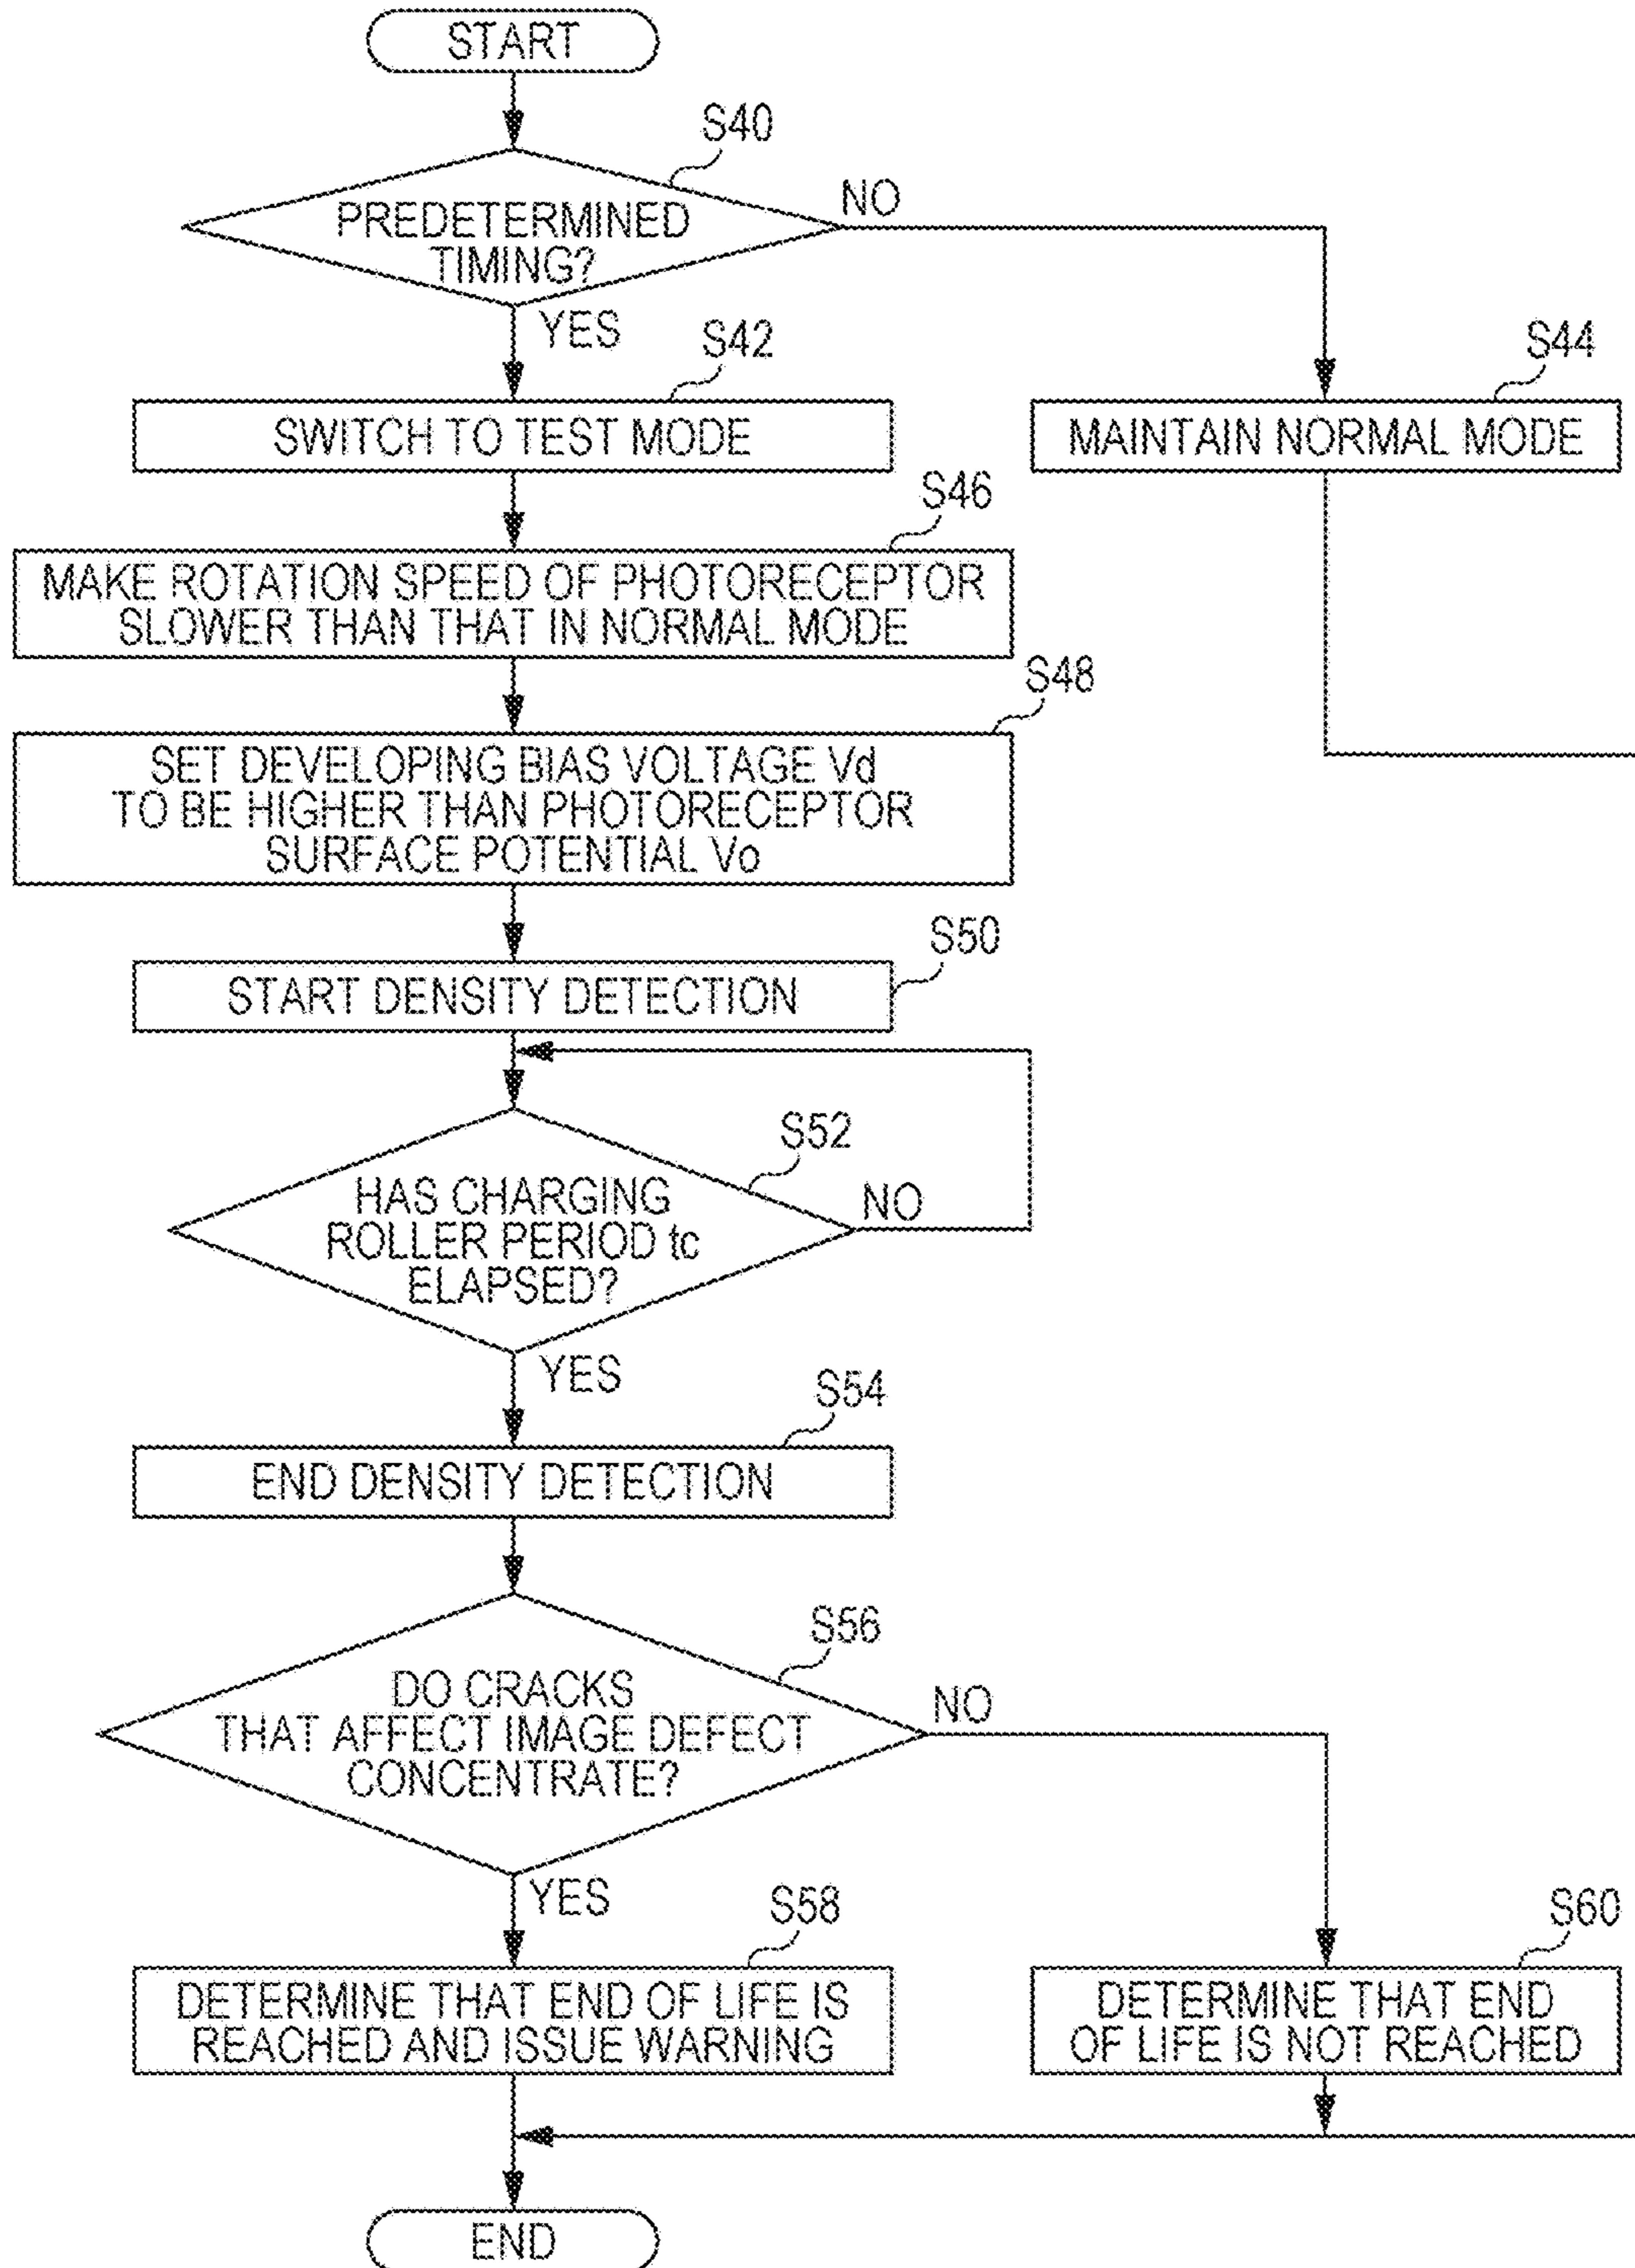 START
S40
PREDETERMINED
TIMING?
NO
YES
S42
SWITCH TO TEST MODE
S44
MAINTAIN NORMAL MODE
S46
MAKE ROTATION SPEED OF PHOTORECEPTOR
SLOWER THAN THAT IN NORMAL MODE
S48
SET DEVELOPING BIAS VOLTAGE Vd
TO BE HIGHER THAN PHOTORECEPTOR
SURFACE POTENTIAL Vo
S50
START DENSITY DETECTION
S52
HAS CHARGING
ROLLER PERIOD tc
ELAPSED?
NO
YES
S54
END DENSITY DETECTION
S56
DO CRACKS
THAT AFFECT IMAGE DEFECT
CONCENTRATE?
NO
YES
S58
DETERMINE THAT END OF LIFE IS
REACHED AND ISSUE WARNING
S60
DETERMINE THAT END
OF LIFE IS NOT REACHED
END